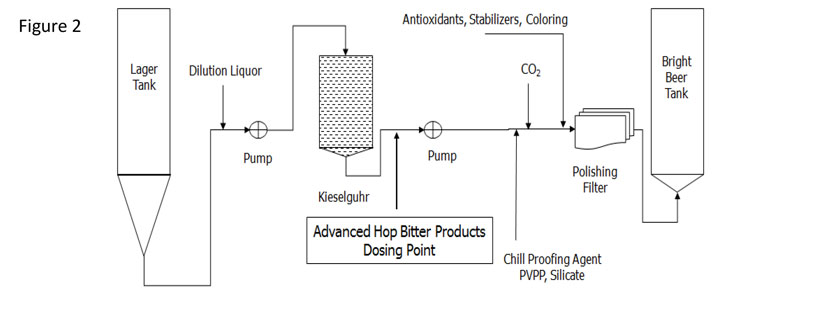 Figure 2
Antioxidants, Stabilizers, Coloring
Lager
Tank
Dilution Liquor
CO₂
Bright
Beer
Tank
Pump
Pump
Polishing
Filter
Kieselguhr
Advanced Hop Bitter Products
Dosing Point
Chill Proofing Agent
PVPP, Silicate